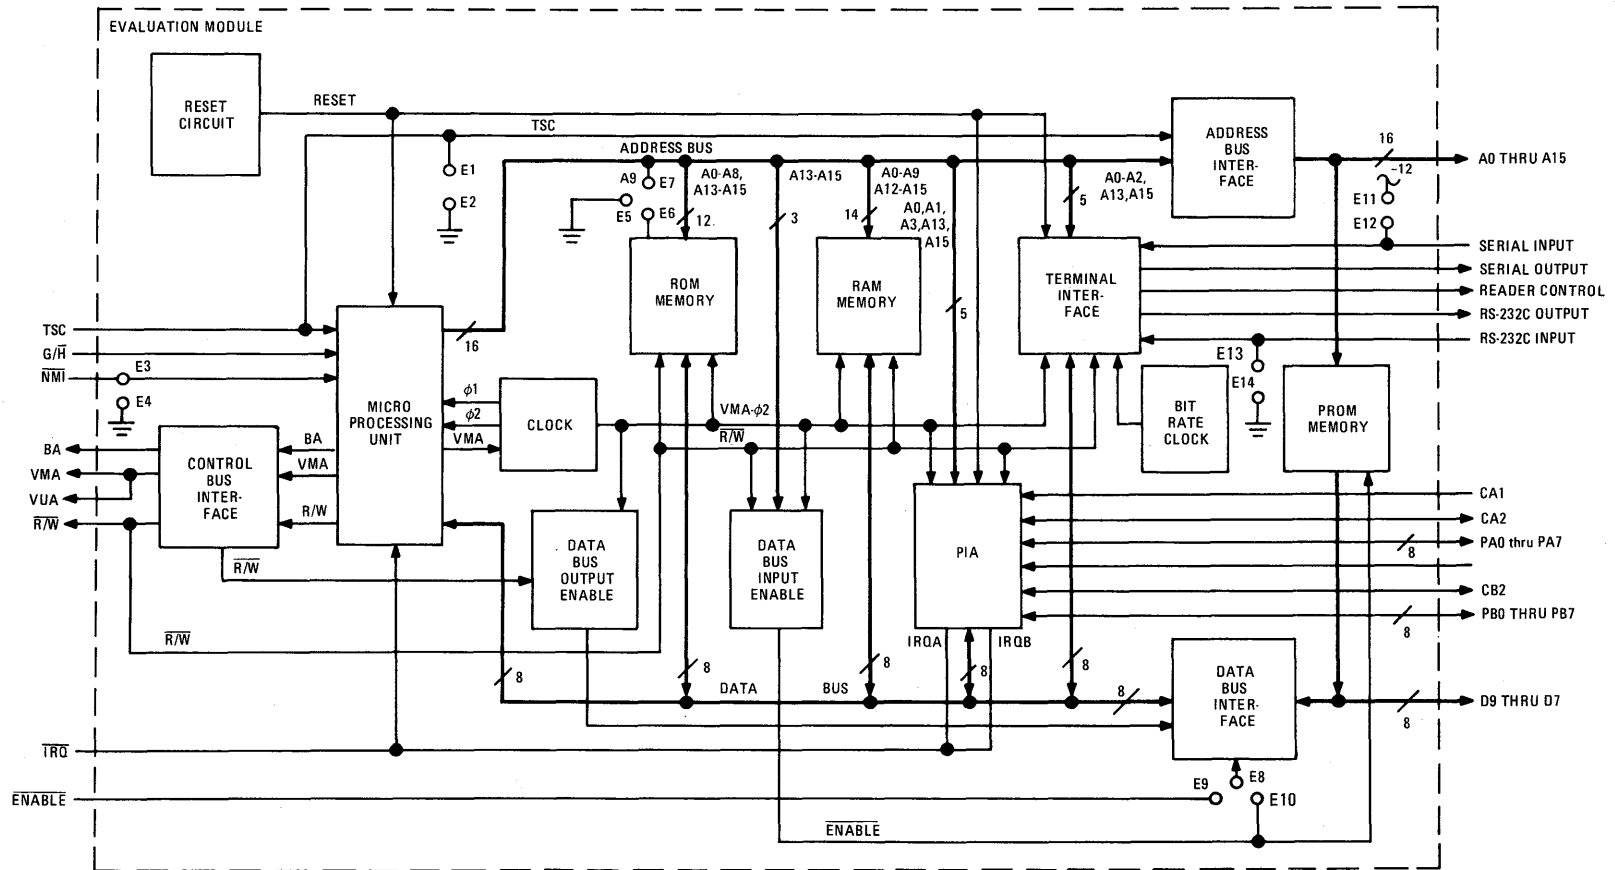 EVALUATION MODULE
RESET
CIRCUIT
RESET
TSC
ADDRESS
BUS
INTER-
FACE
16
A0 THRU A15
-12
E11
E12
E1
E2
ADDRESS BUS
A9
E7
E5
E6
A0-A8,
A13-A15
12.
A13-A15
3
A0-A9
A12-A15
14
A0,A1,
A3,A13,
A15
5
5
A0-A2,
A13,A15
ROM
MEMORY
RAM
MEMORY
TERMINAL
INTER-
FACE
SERIAL INPUT
SERIAL OUTPUT
READER CONTROL
RS-232C OUTPUT
RS-232C INPUT
TSC
G/H̅
N̅M̅I̅
E3
E4
MICRO
PROCESSING
UNIT
16
ϕ1
ϕ2
VMA
CLOCK
VMA-ϕ2
R̅/W̅
BIT
RATE
CLOCK
E13
E14
PROM
MEMORY
BA
VMA
VUA
R̅/W̅
CONTROL
BUS
INTER-
FACE
BA
VMA
R/W
R̅/W̅
R̅/W̅
DATA
BUS
OUTPUT
ENABLE
DATA
BUS
INPUT
ENABLE
PIA
CA1
CA2
PA0 thru PA7
8
CB2
PB0 THRU PB7
8
IRQA
IRQB
8
8
8
8
8
DATA BUS
8
DATA
BUS
INTER-
FACE
D9 THRU D7
8
I̅R̅Q̅
E̅N̅A̅B̅L̅E̅
E9
E8
E10
E̅N̅A̅B̅L̅E̅